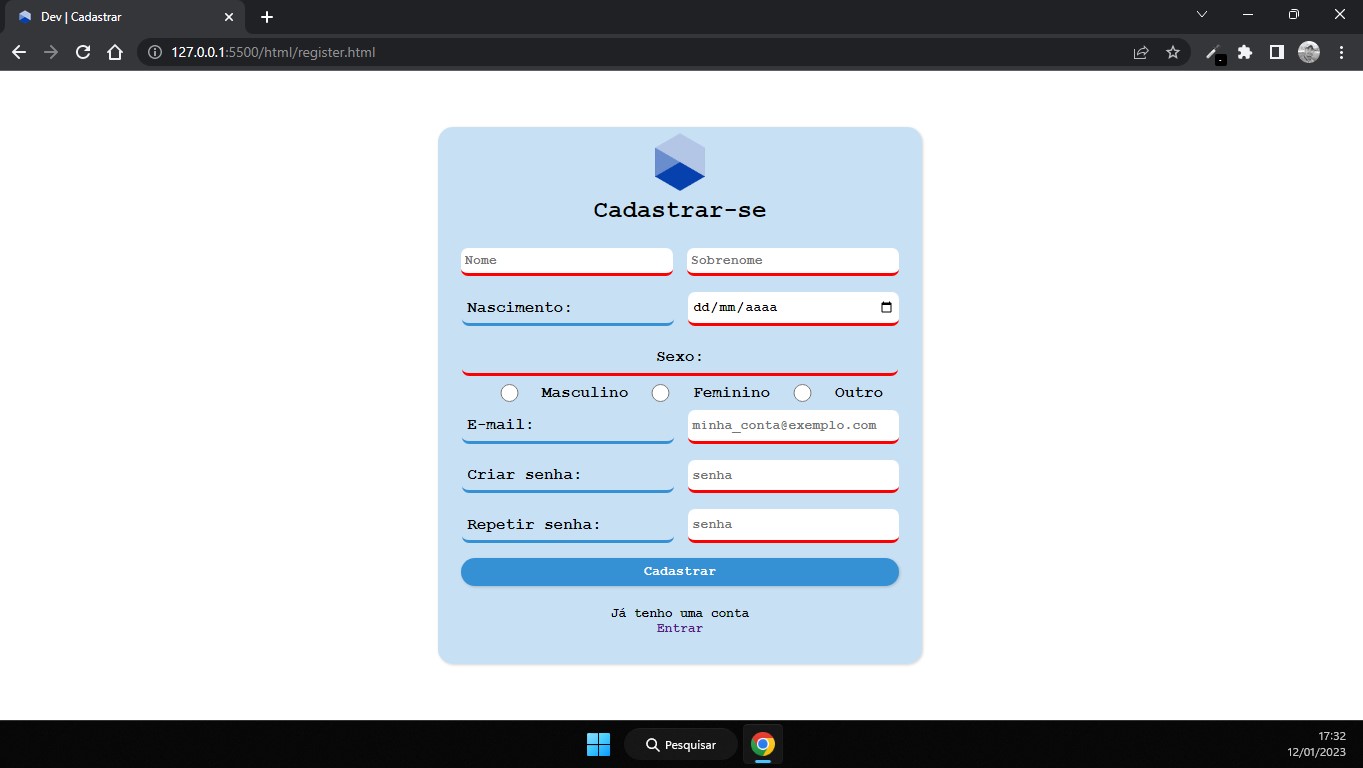 Dev | Cadastrar
127.0.0.1:5500/html/register.html
Cadastrar-se
Nome Sobrenome
Nascimento: dd/mm/aaaa
Sexo:
Masculino Feminino Outro
E-mail: minha_conta@exemplo.com
Criar senha: senha
Repetir senha: senha
Cadastrar
Já tenho uma conta
Entrar
Pesquisar
17:32
12/01/2023